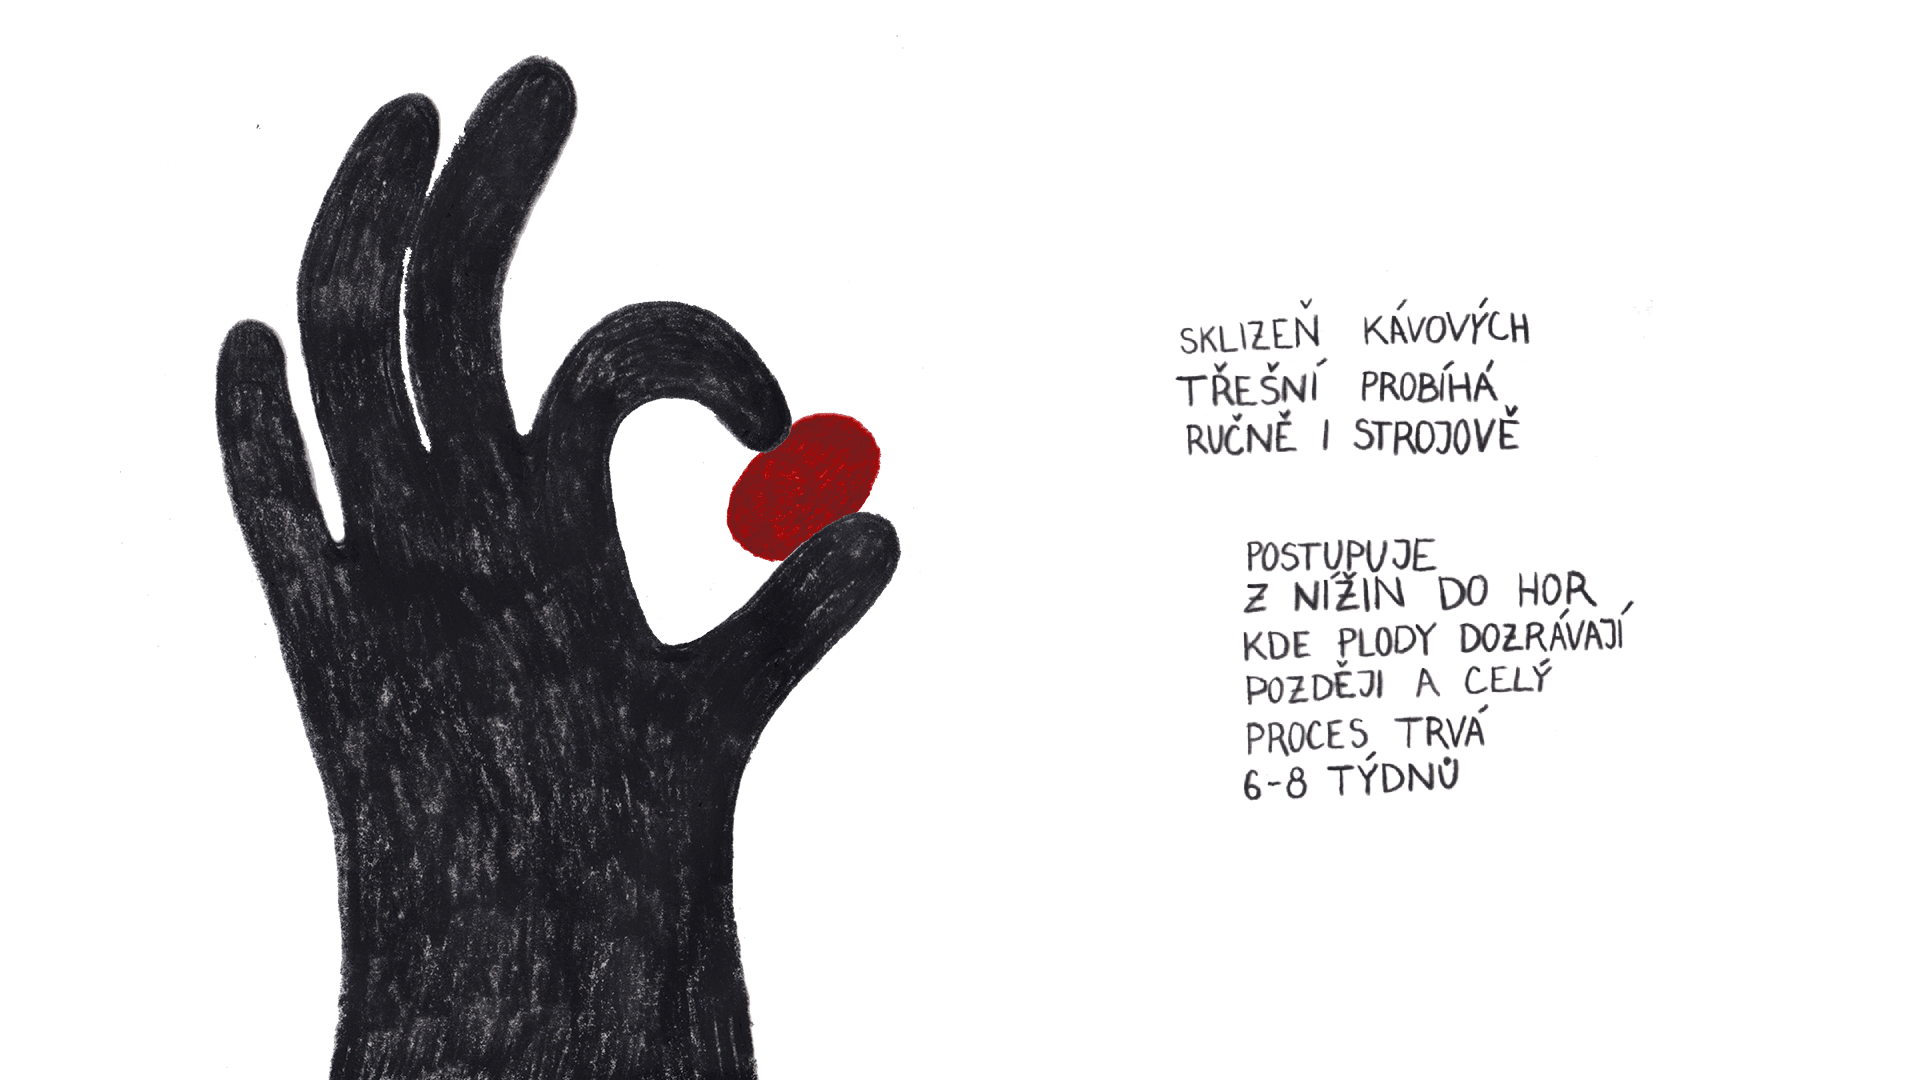 SKLIZEŇ KÁVOVÝCH
TŘEŠNÍ PROBÍHÁ
RUČNĚ I STROJOVĚ
POSTUPUJE
Z NÍŽIN DO HOR
KDE PLODY DOZRÁVAJÍ
POZDĚJI A CELÝ
PROCES TRVÁ
6-8 TÝDNŮ